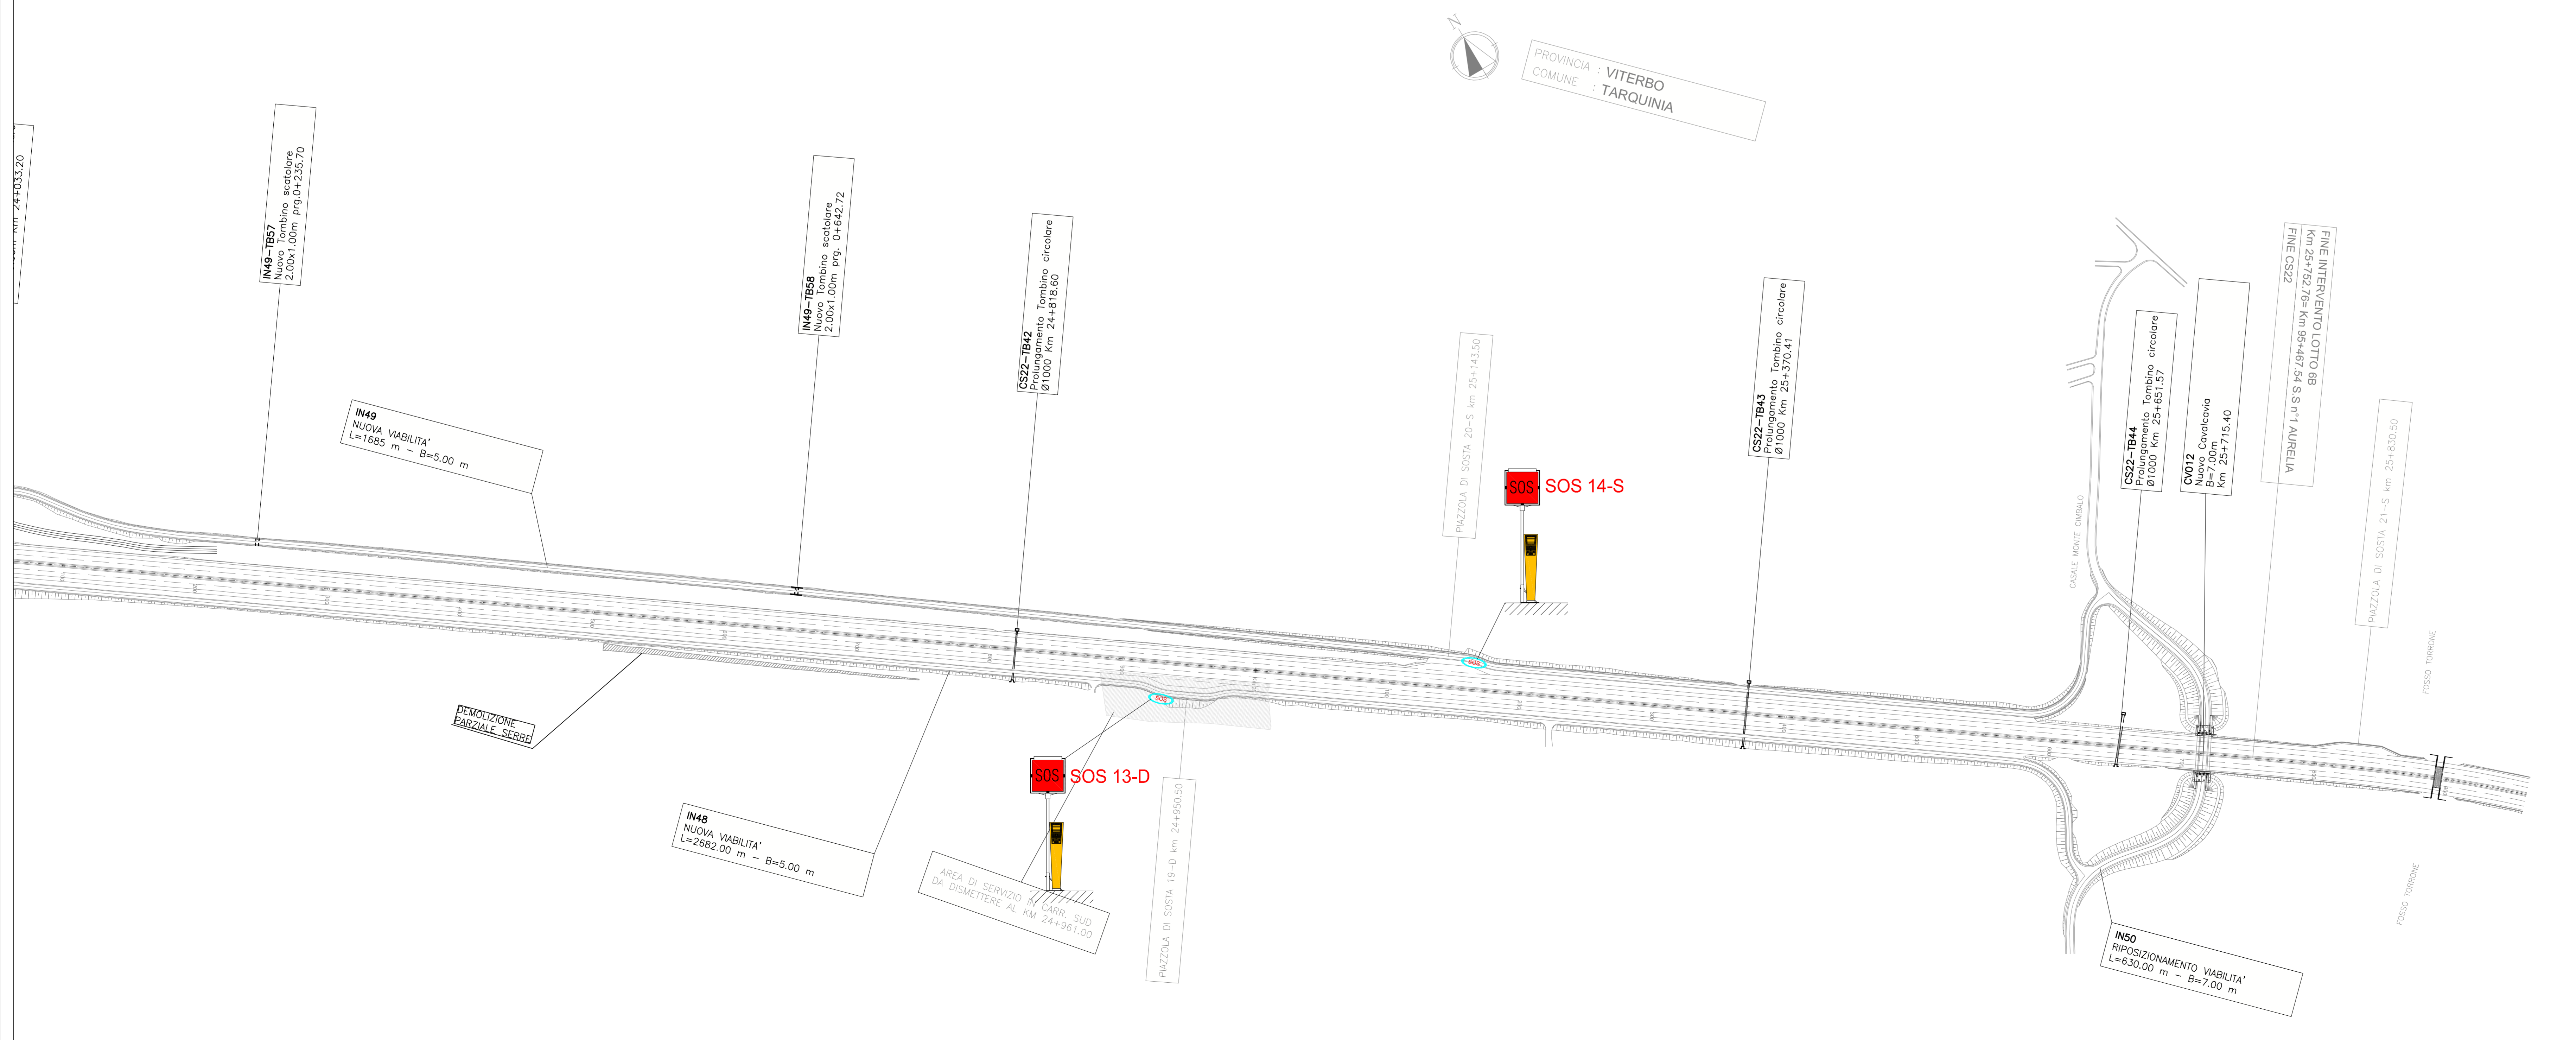 PROVINCIA : VITERBO
COMUNE : TARQUINIA
Km 24+033.20
IN49-TB57
Nuovo Tombino scatolare
2.00x1.00m prg.0+235.70
IN49
NUOVA VIABILITA'
L=1685 m - B=5.00 m
IN49-TB58
Nuovo Tombino scatolare
2.00x1.00m prg. 0+642.72
CS22-TB42
Prolungamento Tombino circolare
Ø1000 Km 24+818.60
PIAZZOLA DI SOSTA 20-S km 25+143.50
SOS
SOS 14-S
CS22-TB43
Prolungamento Tombino circolare
Ø1000 Km 25+370.41
CASALE MONTE CIMBALO
CS22-TB44
Prolungamento Tombino circolare
Ø1000 Km 25+651.57
CV012
Nuovo Cavalcavia
B=7.00m
Km 25+715.40
FINE INTERVENTO LOTTO 6B
Km 25+752.76= Km 95+467.54 S.S n°1 AURELIA
FINE CS22
PIAZZOLA DI SOSTA 21-S km 25+830.50
FOSSO TORRONE
SOS
SOS
DEMOLIZIONE
PARZIALE SERRE
SOS
SOS 13-D
IN48
NUOVA VIABILITA'
L=2682.00 m - B=5.00 m
AREA DI SERVIZIO IN CARR. SUD
DA DISMETTERE AL KM 24+961.00
PIAZZOLA DI SOSTA 19-D km 24+950.50
IN50
RIPOSIZIONAMENTO VIABILITA'
L=630.00 m - B=7.00 m
FOSSO TORRONE